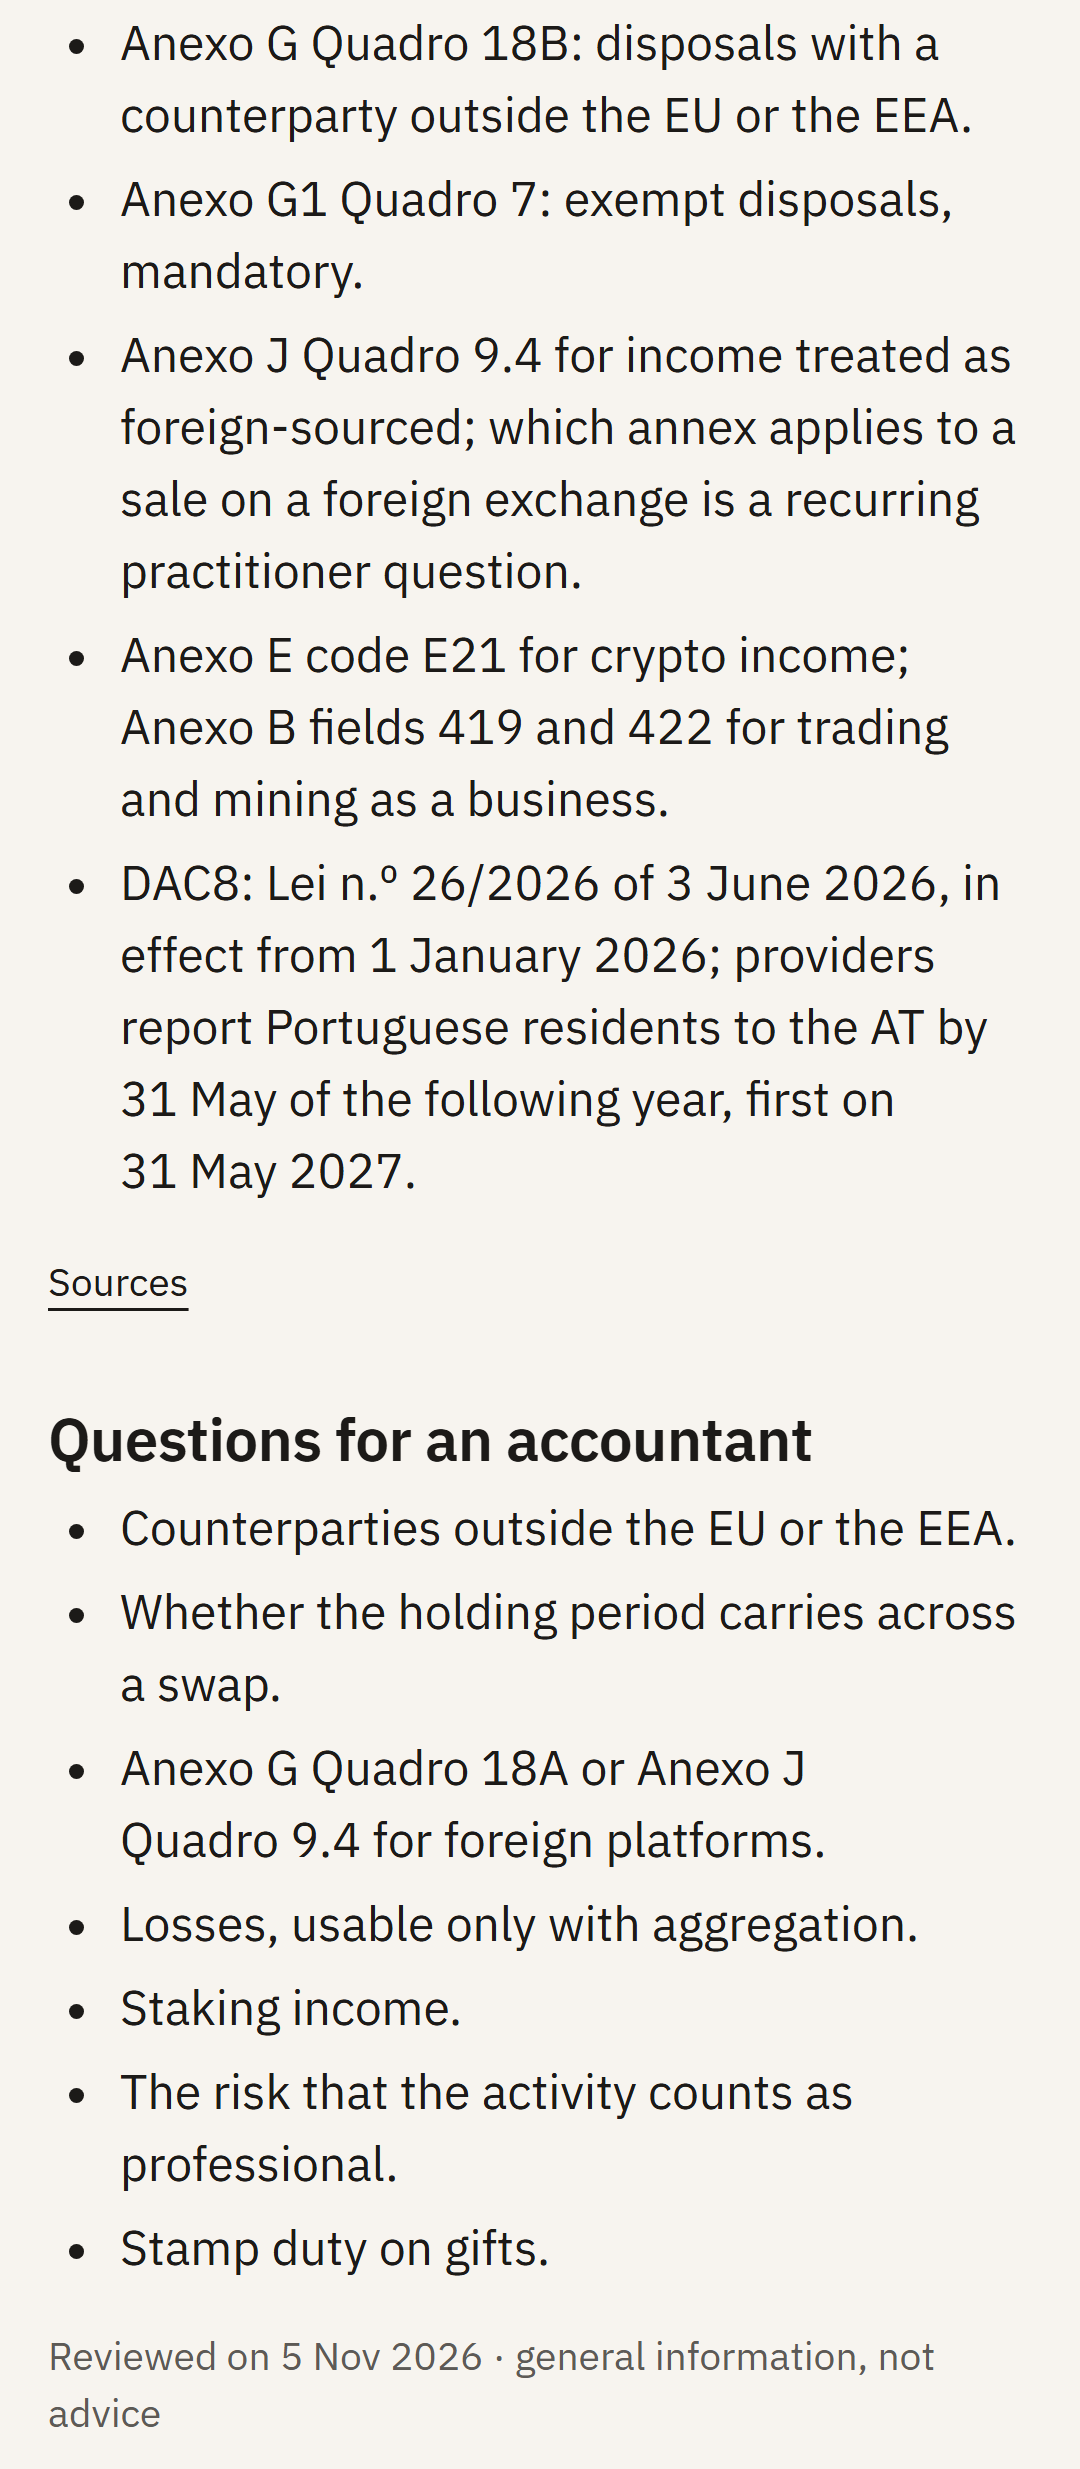 Anexo G Quadro 18B: disposals with a
counterparty outside the EU or the EEA.
Anexo G1 Quadro 7: exempt disposals,
mandatory.
Anexo J Quadro 9.4 for income treated as
foreign-sourced; which annex applies to a
sale on a foreign exchange is a recurring
practitioner question.
Anexo E code E21 for crypto income;
Anexo B fields 419 and 422 for trading
and mining as a business.
DAC8: Lei n.º 26/2026 of 3 June 2026, in
effect from 1 January 2026; providers
report Portuguese residents to the AT by
31 May of the following year, first on
31 May 2027.
Sources
Questions for an accountant
Counterparties outside the EU or the EEA.
Whether the holding period carries across
a swap.
Anexo G Quadro 18A or Anexo J
Quadro 9.4 for foreign platforms.
Losses, usable only with aggregation.
Staking income.
The risk that the activity counts as
professional.
Stamp duty on gifts.
Reviewed on 5 Nov 2026 · general information, not
advice